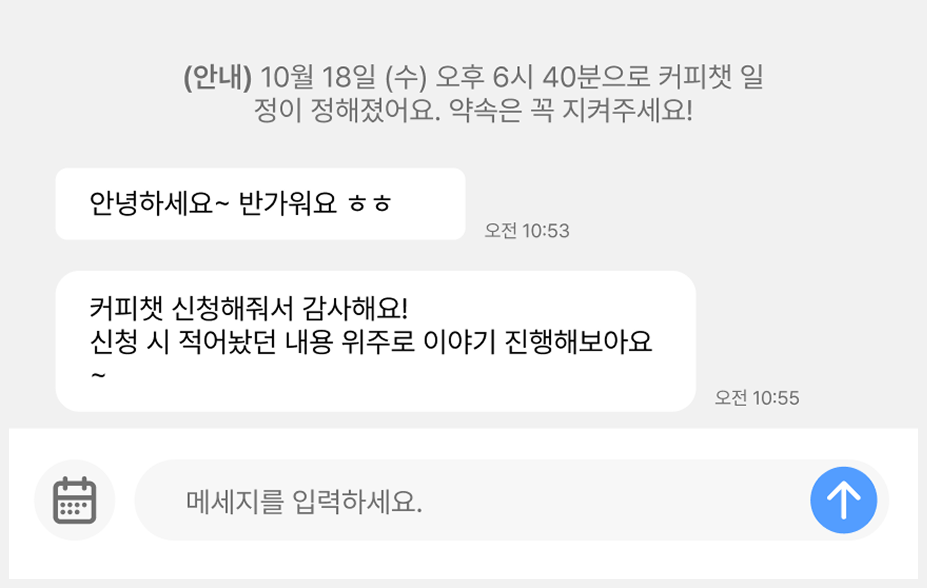 (안내) 10월 18일 (수) 오후 6시 40분으로 커피챗 일
정이 정해졌어요. 약속은 꼭 지켜주세요!
안녕하세요~ 반가워요 ㅎㅎ
오전 10:53
커피챗 신청해줘서 감사해요!
신청 시 적어놨던 내용 위주로 이야기 진행해보아요
~
오전 10:55
메세지를 입력하세요.